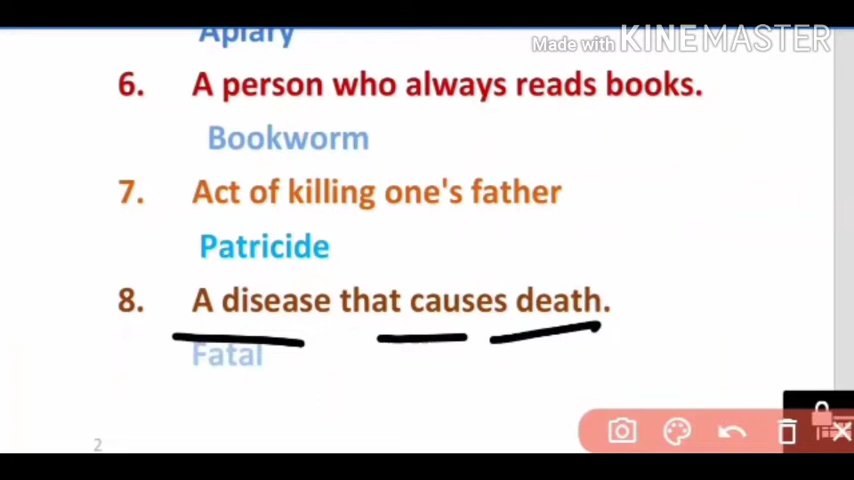 Apiary
Made with KINEMASTER
6. A person who always reads books.
Bookworm
7. Act of killing one's father
Patricide
8. A disease that causes death.
Fatal
2